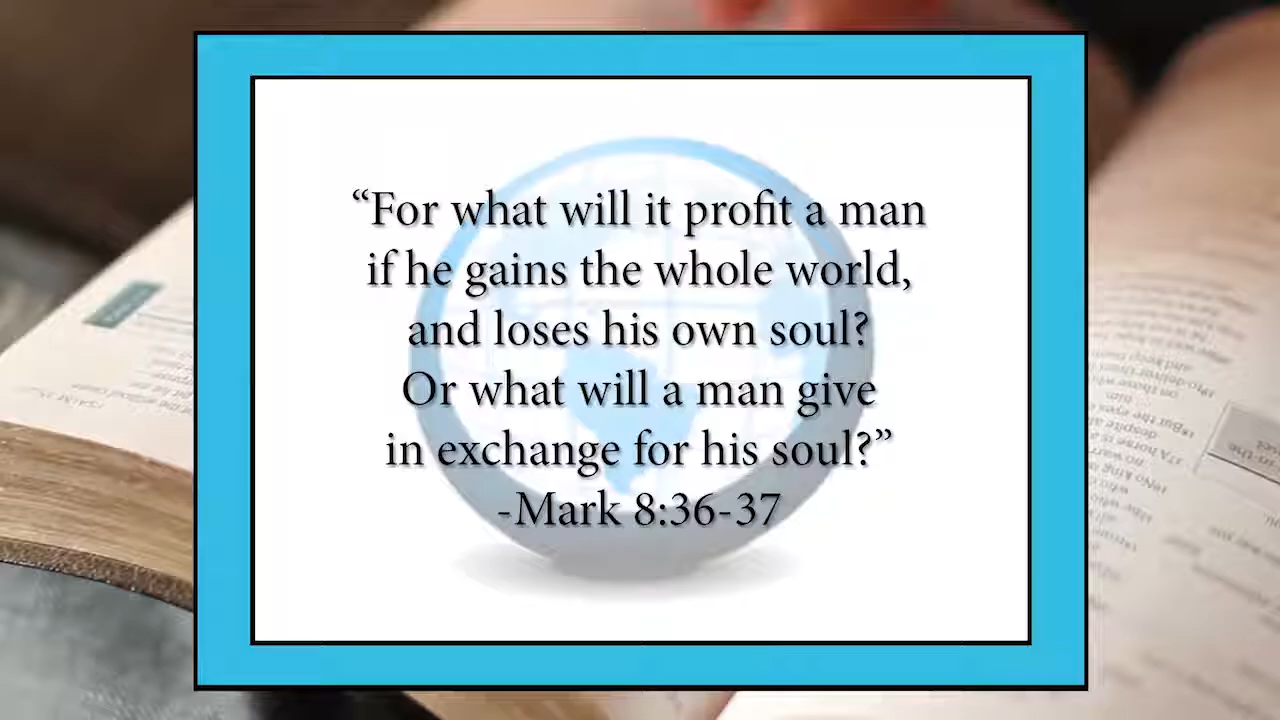 “For what will it profit a man
if he gains the whole world,
and loses his own soul?
Or what will a man give
in exchange for his soul?”
-Mark 8:36-37